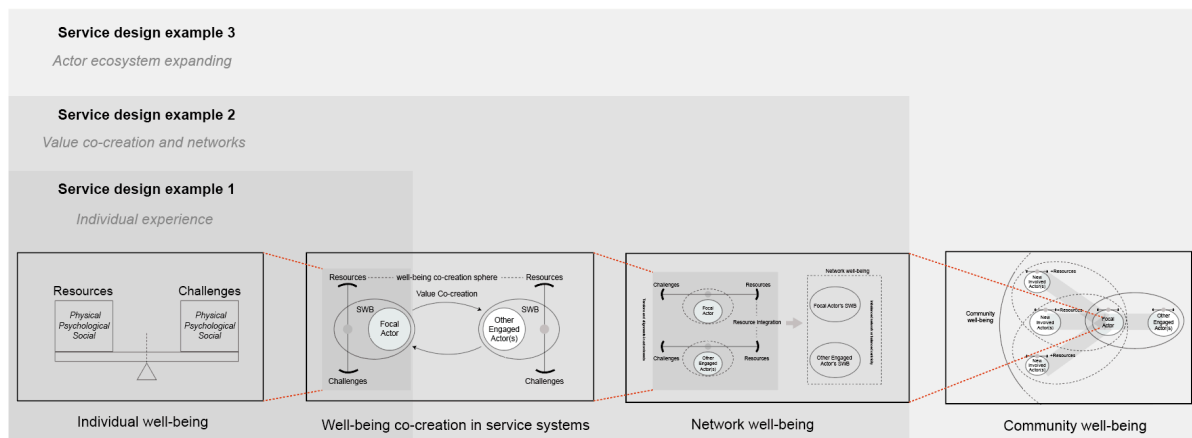 Service design example 3
Actor ecosystem expanding
Service design example 2
Value co-creation and networks
Service design example 1
Individual experience
Resources
Challenges
Physical
Psychological
Social
Physical
Psychological
Social
Individual well-being
Resources
well-being co-creation sphere
Resources
Value Co-creation
SWB
SWB
Focal
Actor
Other
Engaged
Actor(s)
Challenges
Challenges
Well-being co-creation in service systems
Challenges
Resources
Focal
Actor
Resource Integration
Challenges
Resources
Other
Engaged
Actor(s)
Network well-being
Focal Actor's SWB
Other Engaged
Actor's SWB
Network well-being
Community
well-being
New
Involved
Actor(s)
+Resources
New
Involved
Actor(s)
+Resources
Focal
Actor
Other
Engaged
Actor(s)
New
Involved
Actor(s)
+Resources
Community well-being